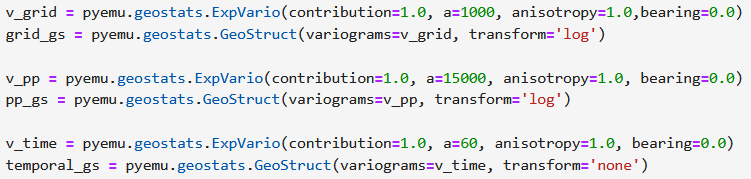 v_grid = pyemu.geostats.ExpVario(contribution=1.0, a=1000, anisotropy=1.0,bearing=0.0)
grid_gs = pyemu.geostats.GeoStruct(variograms=v_grid, transform='log')
v_pp = pyemu.geostats.ExpVario(contribution=1.0, a=15000, anisotropy=1.0, bearing=0.0)
pp_gs = pyemu.geostats.GeoStruct(variograms=v_pp, transform='log')
v_time = pyemu.geostats.ExpVario(contribution=1.0, a=60, anisotropy=1.0, bearing=0.0)
temporal_gs = pyemu.geostats.GeoStruct(variograms=v_time, transform='none')